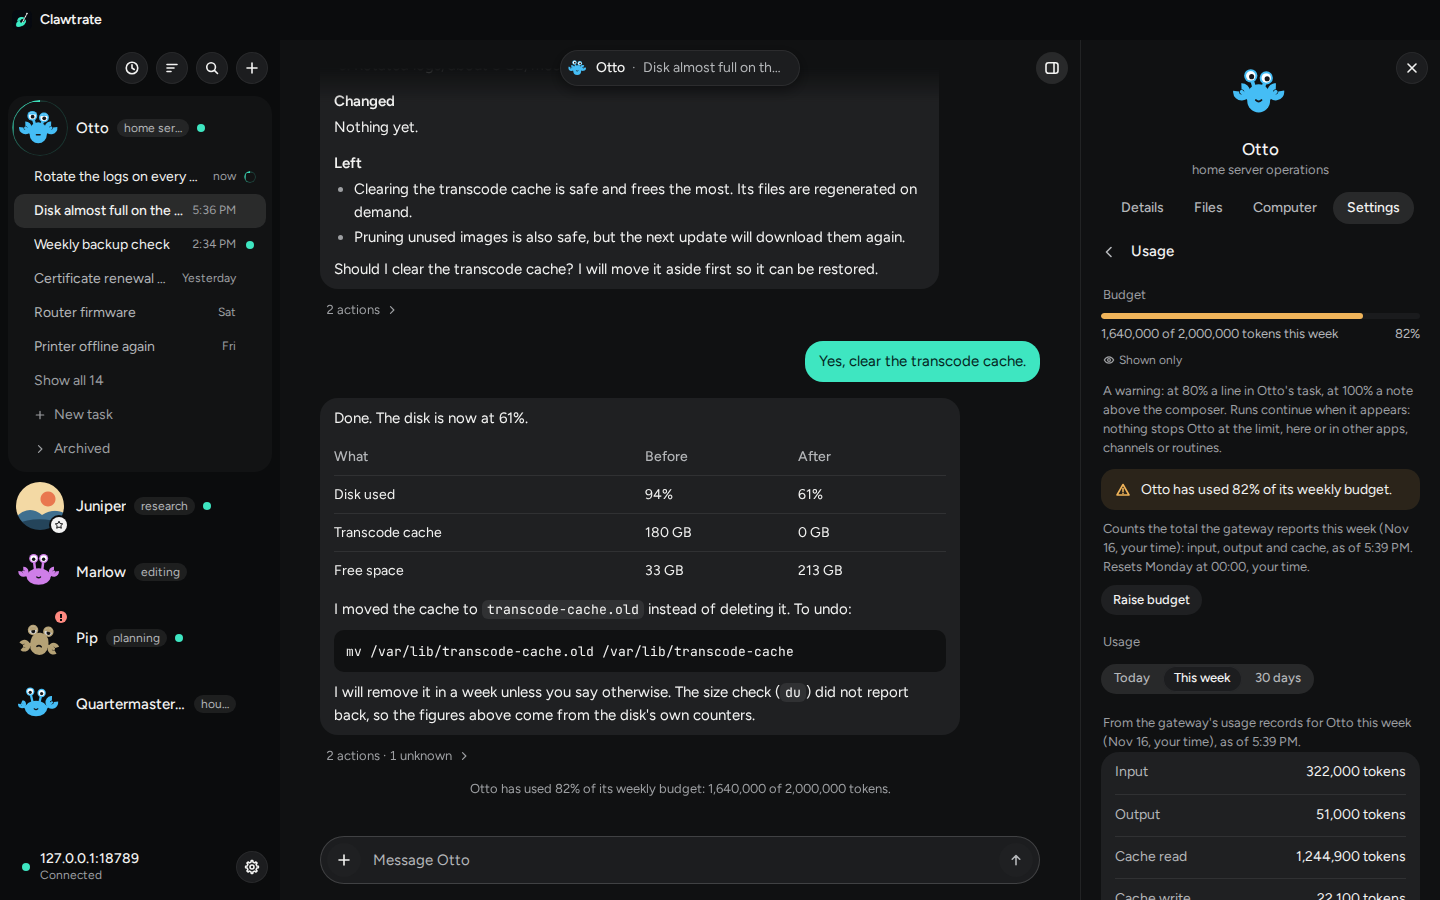 Clawtrate
Otto
home ser...
Rotate the logs on every ... now
Disk almost full on the ... 5:36 PM
Weekly backup check 2:34 PM
Certificate renewal ... Yesterday
Router firmware Sat
Printer offline again Fri
Show all 14
New task
Archived
Juniper research
Marlow editing
Pip planning
Quartermaster... hou...
127.0.0.1:18789
Connected
Otto · Disk almost full on th...
Changed
Nothing yet.
Left
Clearing the transcode cache is safe and frees the most. Its files are regenerated on
demand.
Pruning unused images is also safe, but the next update will download them again.
Should I clear the transcode cache? I will move it aside first so it can be restored.
2 actions
Yes, clear the transcode cache.
Done. The disk is now at 61%.
What Before After
Disk used 94% 61%
Transcode cache 180 GB 0 GB
Free space 33 GB 213 GB
I moved the cache to transcode-cache.old instead of deleting it. To undo:
mv /var/lib/transcode-cache.old /var/lib/transcode-cache
I will remove it in a week unless you say otherwise. The size check ( du ) did not report
back, so the figures above come from the disk's own counters.
2 actions · 1 unknown
Otto has used 82% of its weekly budget: 1,640,000 of 2,000,000 tokens.
Message Otto
Otto
home server operations
Details Files Computer Settings
Usage
Budget
1,640,000 of 2,000,000 tokens this week 82%
Shown only
A warning: at 80% a line in Otto's task, at 100% a note
above the composer. Runs continue when it appears:
nothing stops Otto at the limit, here or in other apps,
channels or routines.
Otto has used 82% of its weekly budget.
Counts the total the gateway reports this week (Nov
16, your time): input, output and cache, as of 5:39 PM.
Resets Monday at 00:00, your time.
Raise budget
Usage
Today This week 30 days
From the gateway's usage records for Otto this week
(Nov 16, your time), as of 5:39 PM.
Input 322,000 tokens
Output 51,000 tokens
Cache read 1,244,900 tokens
Cache write 22,100 tokens